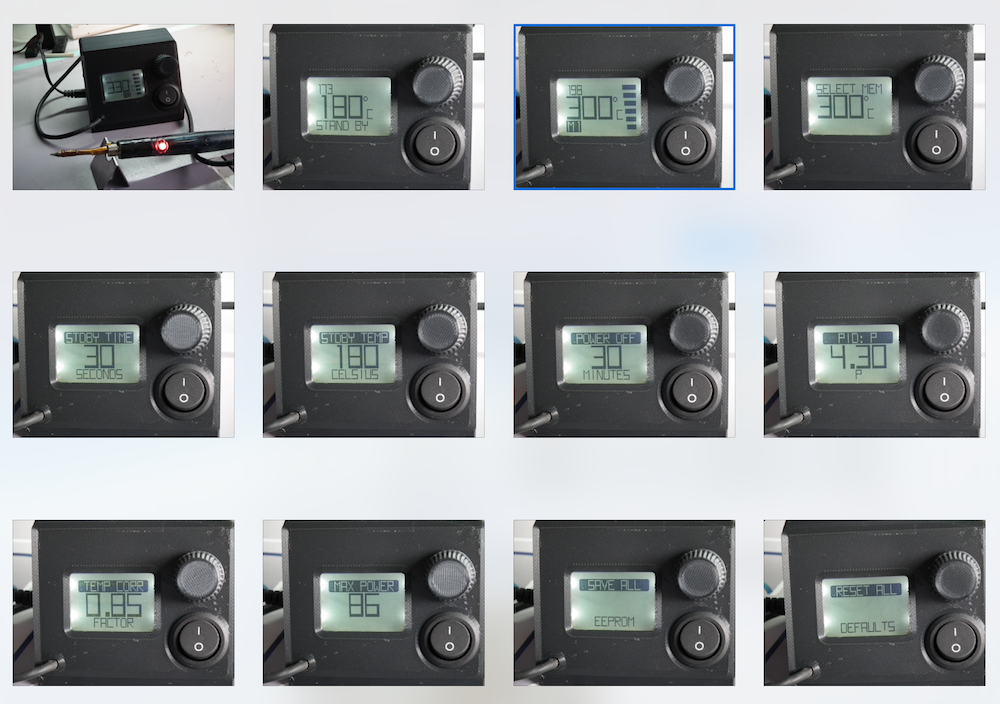 330°
173
180°C
STAND BY
I
O
198
300°C
M1
I
O
SELECT MEM
300°C
I
O
STDBY TIME
30
SECONDS
I
O
STDBY TEMP
180
CELSIUS
I
O
POWER OFF
30
MINUTES
I
O
PID: P
4.30
P
I
O
TEMP CORR
0.85
FACTOR
I
O
MAX POWER
86
I
O
SAVE ALL
EEPROM
I
O
RESET ALL
DEFAULTS
I
O